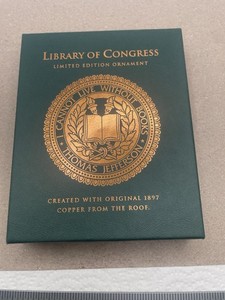 LIBRARY OF CONGRESS
LIMITED EDITION ORNAMENT
I CANNOT LIVE WITHOUT BOOKS
THOMAS JEFFERSON
CREATED WITH ORIGINAL 1897
COPPER FROM THE ROOF.